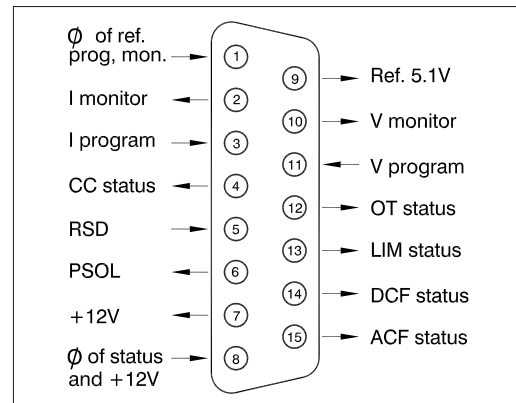 Ø of ref.
prog, mon.
1
I monitor
2
I program
3
CC status
4
RSD
5
PSOL
6
+12V
7
Ø of status
and +12V
8
9
Ref. 5.1V
10
V monitor
11
V program
12
OT status
13
LIM status
14
DCF status
15
ACF status